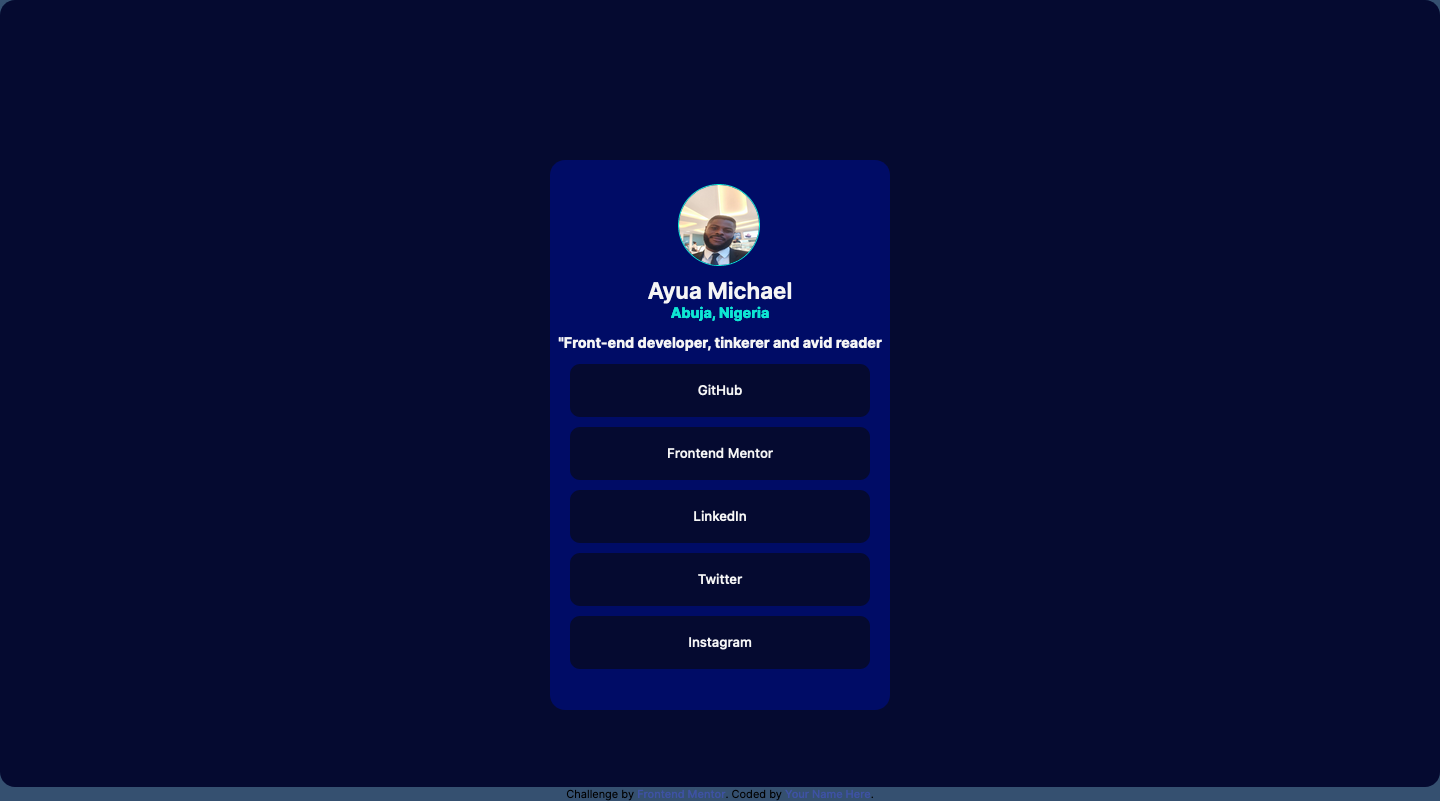 Ayua Michael
Abuja, Nigeria
"Front-end developer, tinkerer and avid reader
GitHub
Frontend Mentor
LinkedIn
Twitter
Instagram
Challenge by Frontend Mentor. Coded by Your Name Here.